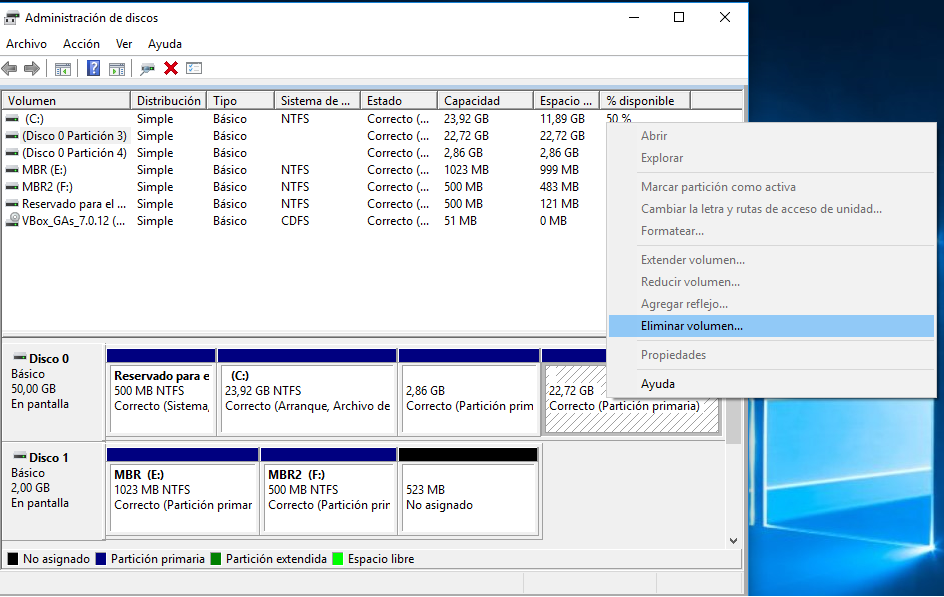 Administración de discos
Archivo Acción Ver Ayuda
Volumen Distribución Tipo Sistema de ... Estado Capacidad Espacio ... % disponible
(C:) Simple Básico NTFS Correcto (... 23,92 GB 11,89 GB 50 %
(Disco 0 Partición 3) Simple Básico Correcto (... 22,72 GB 22,72 GB
(Disco 0 Partición 4) Simple Básico Correcto (... 2,86 GB 2,86 GB
MBR (E:) Simple Básico NTFS Correcto (... 1023 MB 999 MB
MBR2 (F:) Simple Básico NTFS Correcto (... 500 MB 483 MB
Reservado para el ... Simple Básico NTFS Correcto (... 500 MB 121 MB
VBox_GAs_7.0.12 (... Simple Básico CDFS Correcto (... 51 MB 0 MB
Abrir
Explorar
Marcar partición como activa
Cambiar la letra y rutas de acceso de unidad...
Formatear...
Extender volumen...
Reducir volumen...
Agregar reflejo...
Eliminar volumen...
Propiedades
Ayuda
Disco 0
Básico
50,00 GB
En pantalla
Reservado para e
500 MB NTFS
Correcto (Sistema,
(C:)
23,92 GB NTFS
Correcto (Arranque, Archivo de
2,86 GB
Correcto (Partición prim
22,72 GB
Correcto (Partición primaria)
Disco 1
Básico
2,00 GB
En pantalla
MBR (E:)
1023 MB NTFS
Correcto (Partición primar
MBR2 (F:)
500 MB NTFS
Correcto (Partición prir
523 MB
No asignado
No asignado Partición primaria Partición extendida Espacio libre